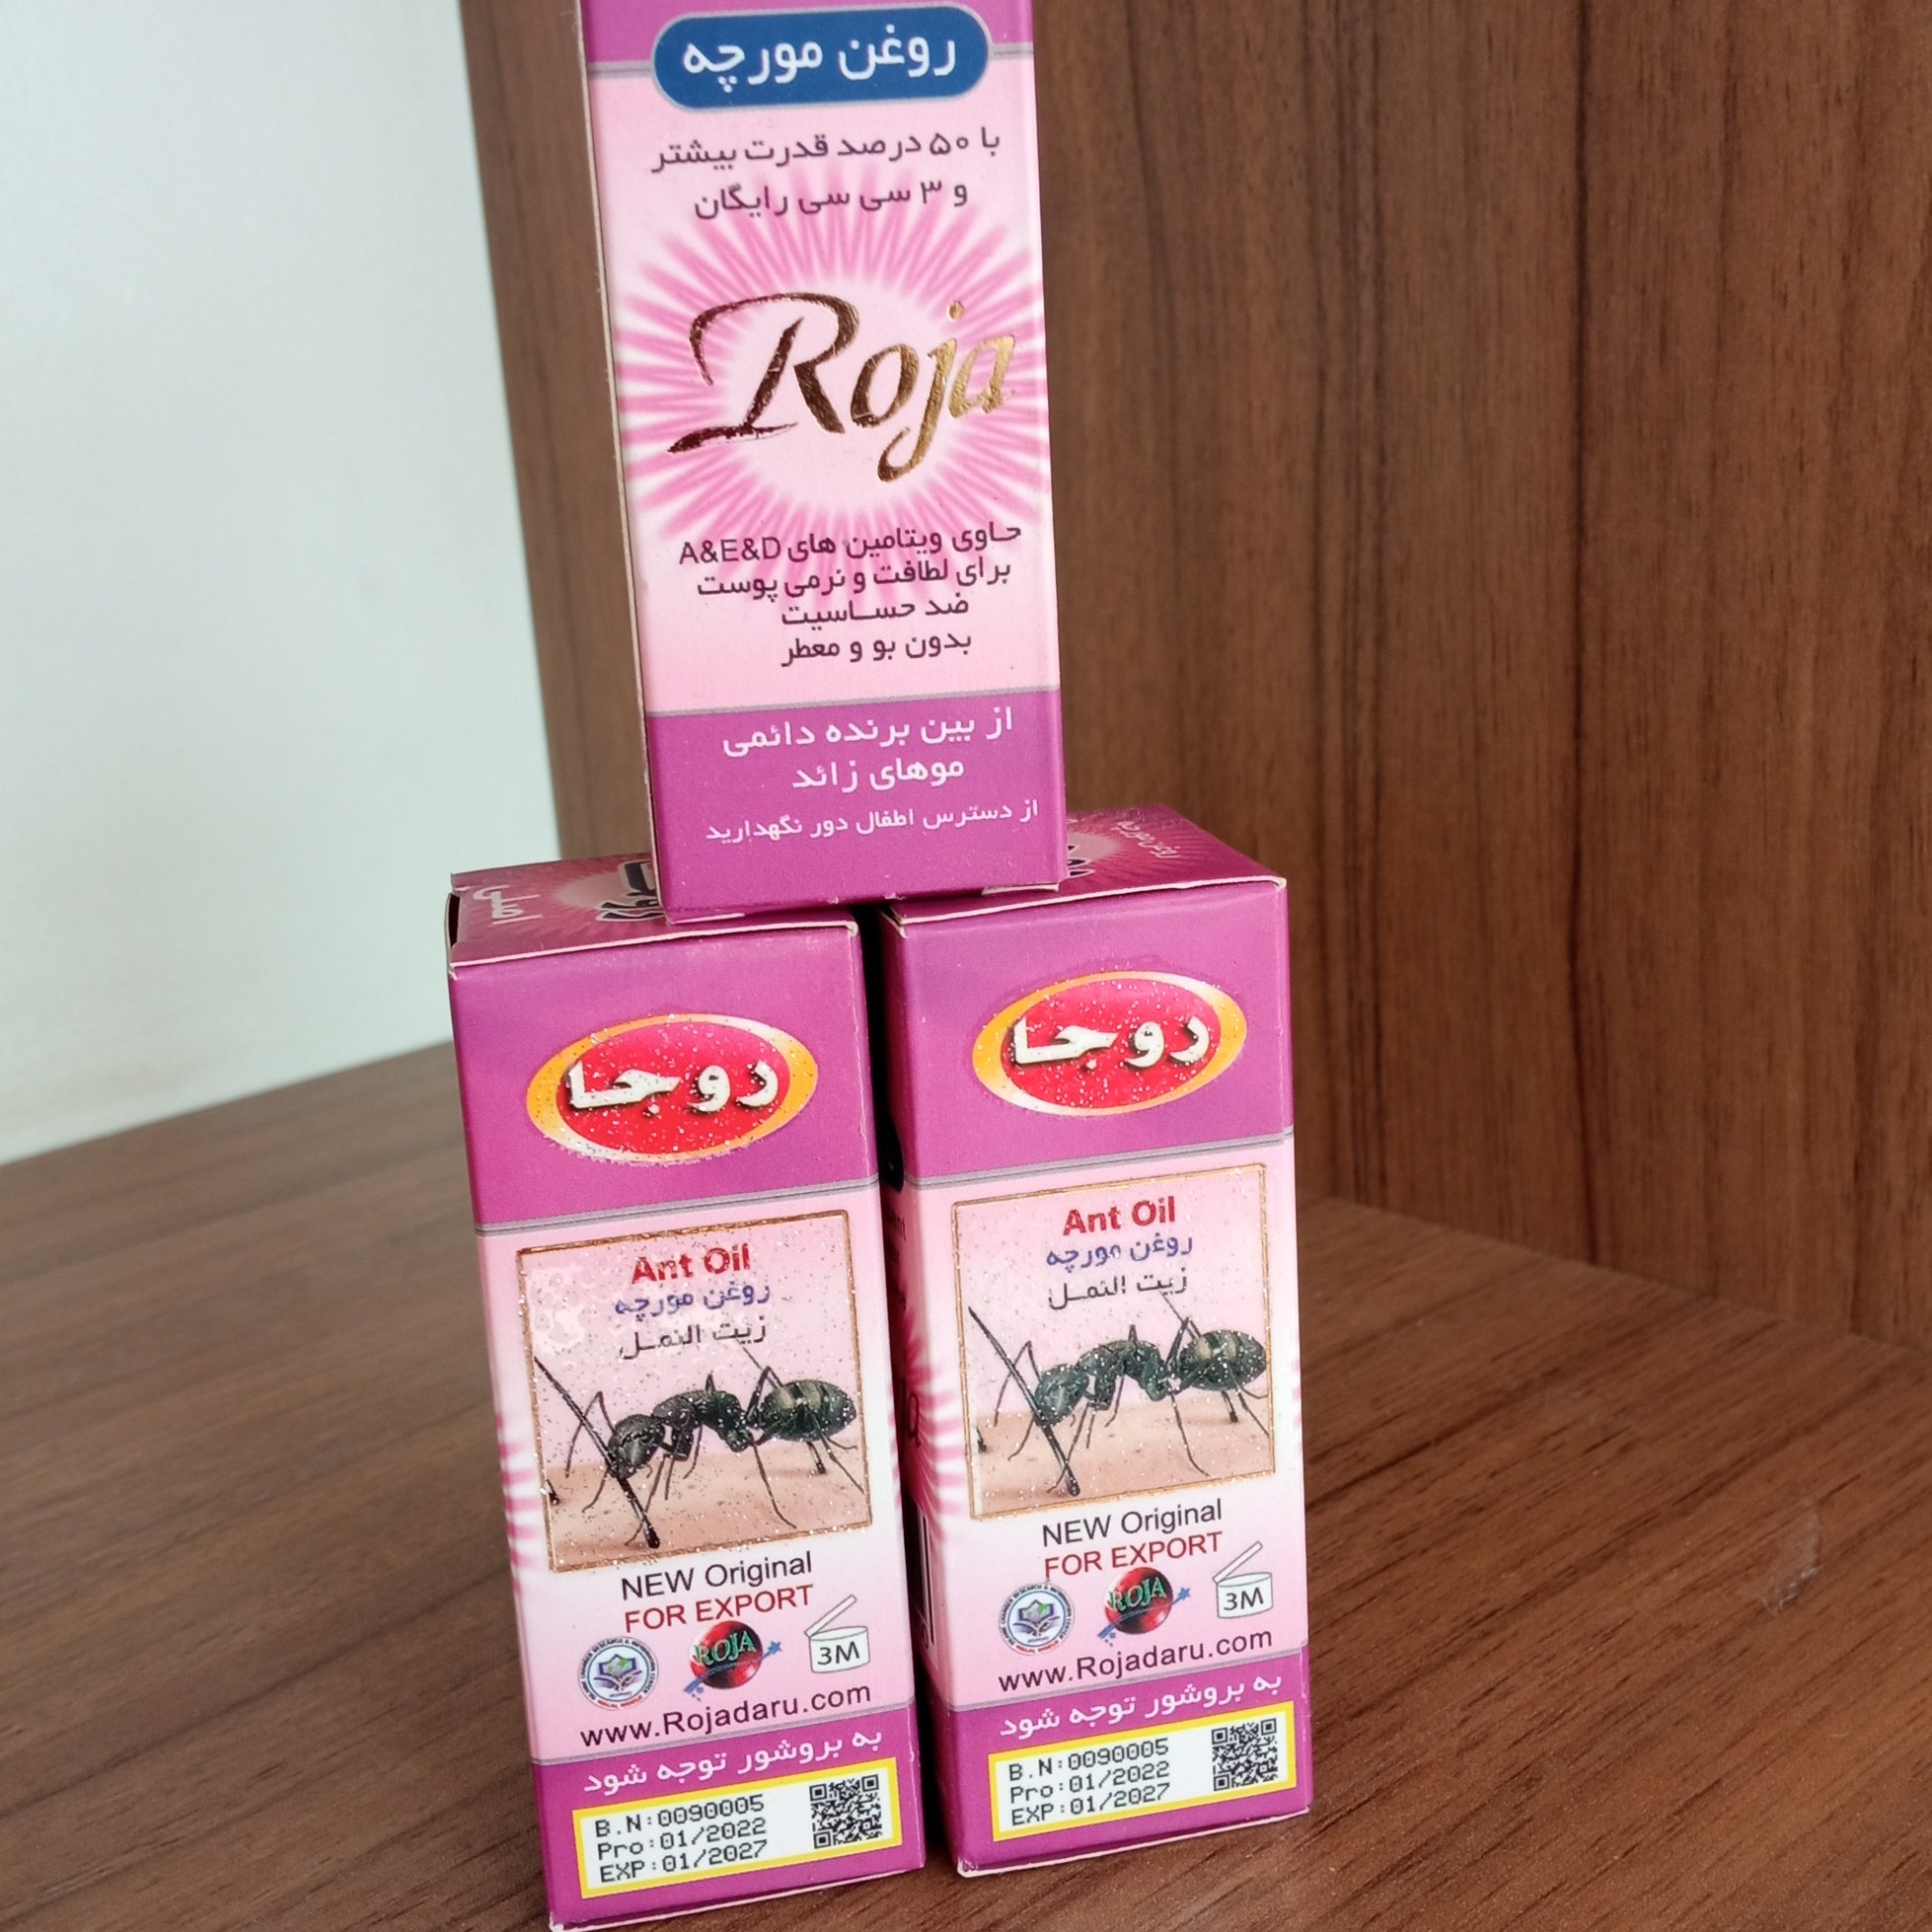 روغن مورچه
با ۵۰ درصد قدرت بیشتر
و ۳ سی سی رایگان
Roja
حاوی ویتامین های A&E&D
برای لطافت و نرمی پوست
ضد حساسیت
بدون بو و معطر
از بین برنده دائمی
موهای زائد
از دسترس اطفال دور نگهدارید
اصلی
روجا
Ant Oil
روغن مورچه
زيت النمل
NEW Original
FOR EXPORT
ROJA
3M
www.Rojadaru.com
به بروشور توجه شود
B.N:0090005
Pro:01/2022
EXP:01/2027
روغن مورچه
روجا
Ant Oil
روغن مورچه
زيت النمل
NEW Original
FOR EXPORT
ROJA
3M
www.Rojadaru.com
به بروشور توجه شود
B.N:0090005
Pro:01/2022
EXP:01/2027